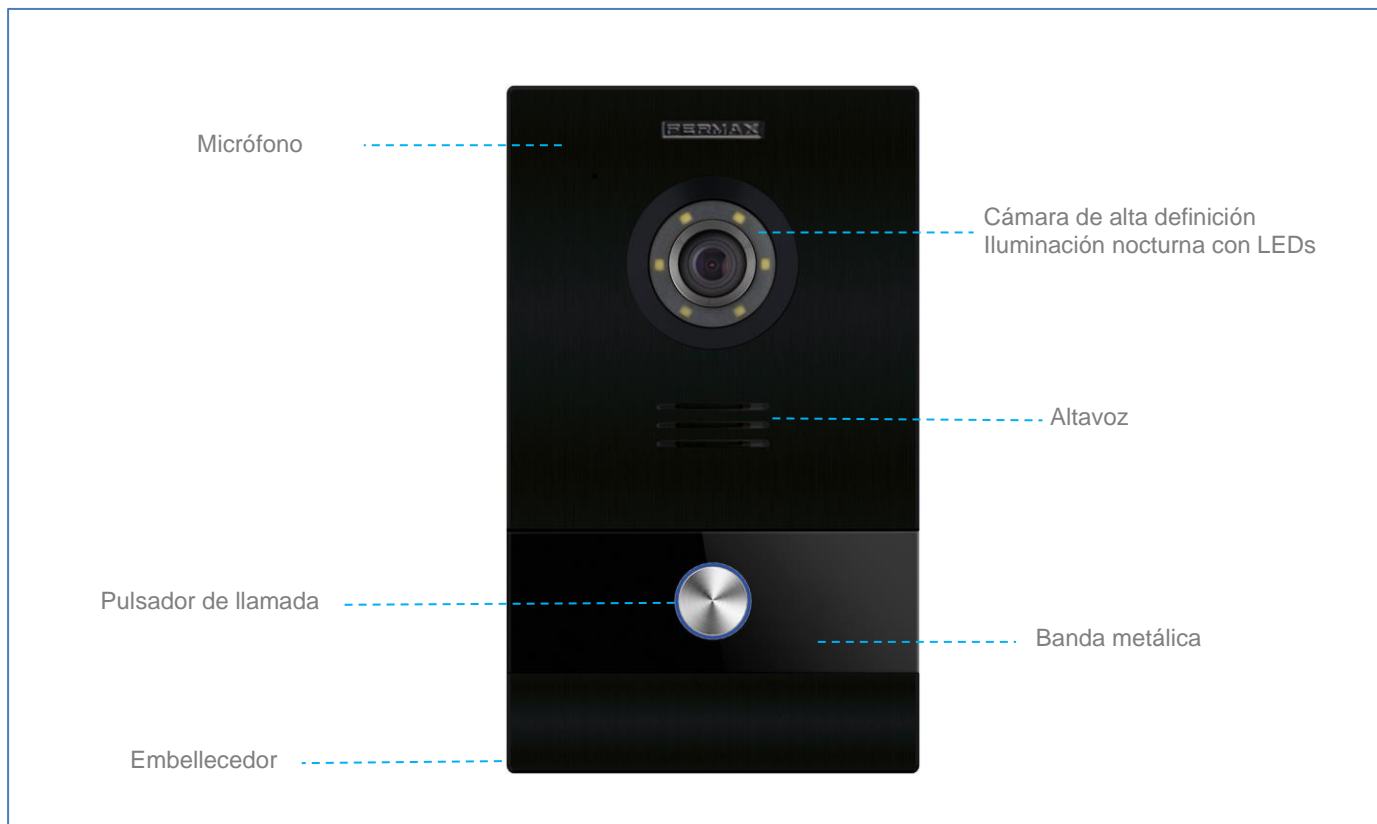 FERMAX
Micrófono
Cámara de alta definición
Iluminación nocturna con LEDs
Altavoz
Pulsador de llamada
Banda metálica
Embellecedor